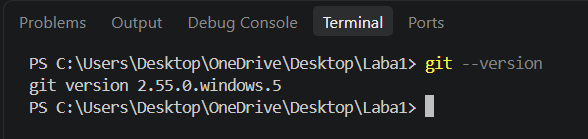 Problems Output Debug Console Terminal Ports
PS C:\Users\Desktop\OneDrive\Desktop\Laba1> git --version
git version 2.55.0.windows.5
PS C:\Users\Desktop\OneDrive\Desktop\Laba1>